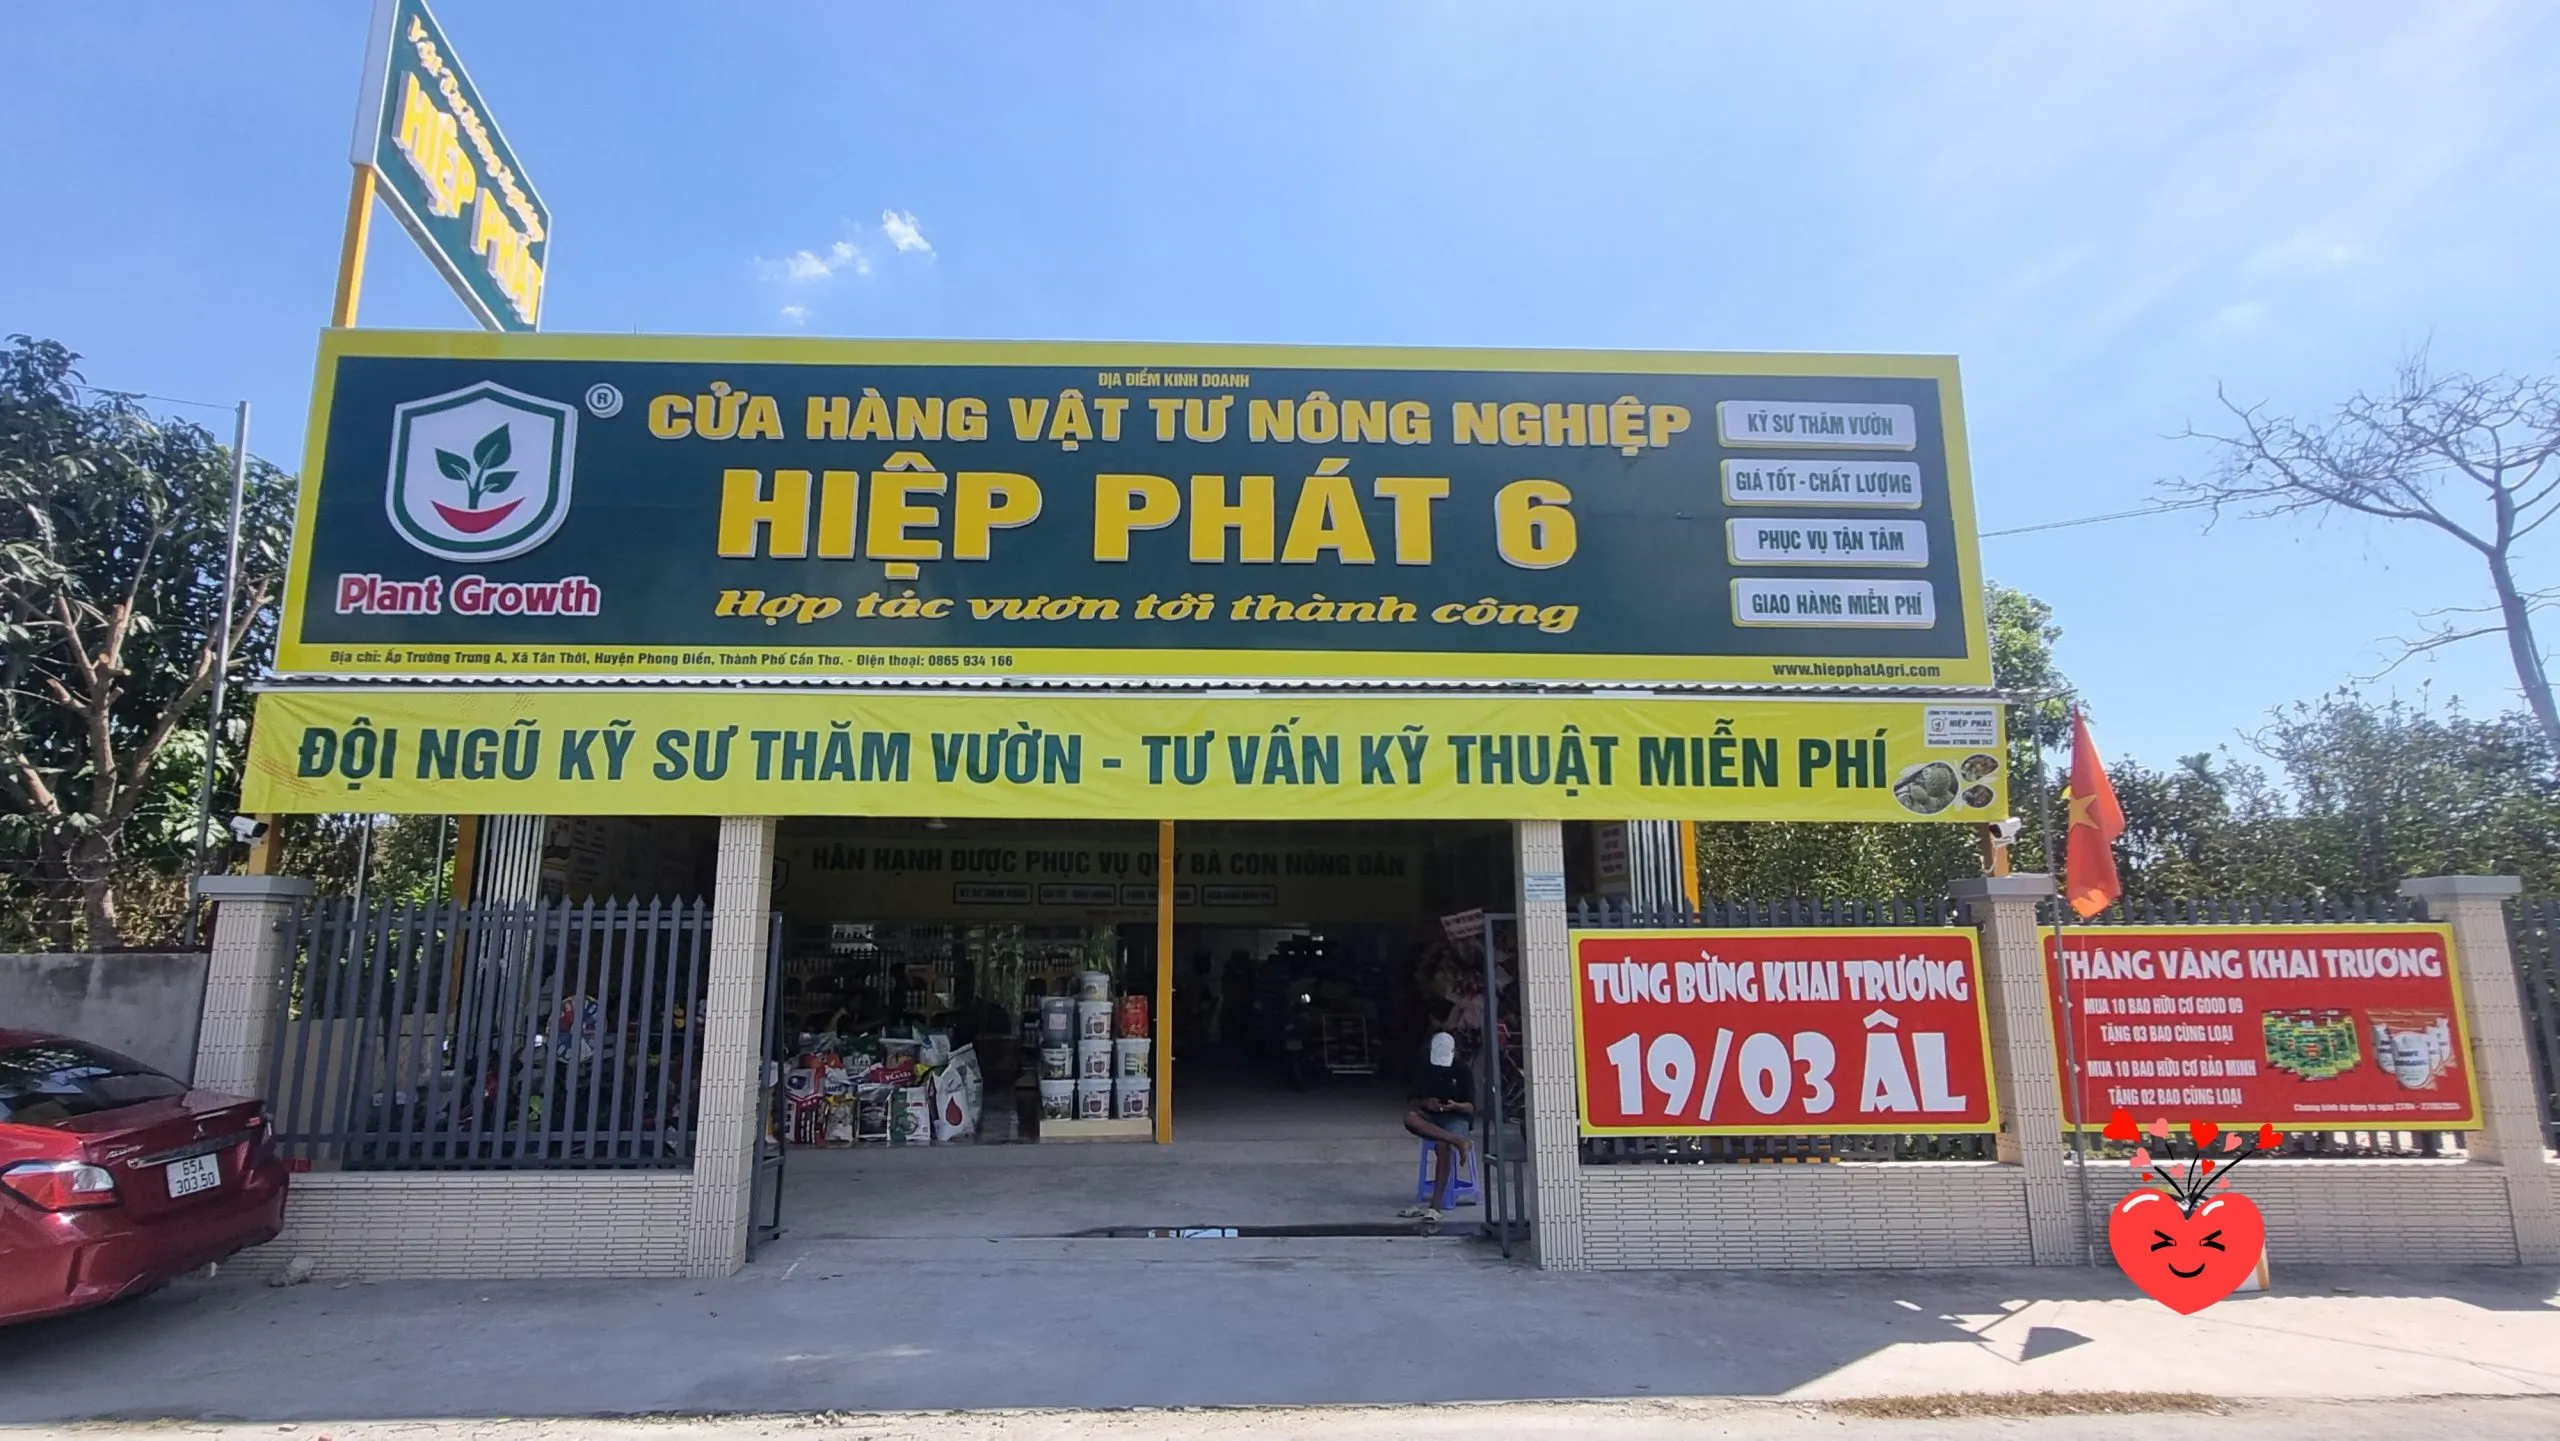 Vật Tư Nông Nghiệp
HIỆP PHÁT
ĐỊA ĐIỂM KINH DOANH
CỬA HÀNG VẬT TƯ NÔNG NGHIỆP
HIỆP PHÁT 6
Hợp tác vươn tới thành công
®
Plant Growth
KỸ SƯ THĂM VƯỜN
GIÁ TỐT - CHẤT LƯỢNG
PHỤC VỤ TẬN TÂM
GIAO HÀNG MIỄN PHÍ
Địa chỉ: Ấp Trường Trung A, Xã Tân Thới, Huyện Phong Điền, Thành Phố Cần Thơ. - Điện thoại: 0865 934 166
www.hiepphatAgri.com
ĐỘI NGŨ KỸ SƯ THĂM VƯỜN - TƯ VẤN KỸ THUẬT MIỄN PHÍ
HIỆP PHÁT
HÂN HẠNH ĐƯỢC PHỤC VỤ QUÝ BÀ CON NÔNG DÂN
TƯNG BỪNG KHAI TRƯƠNG
19/03 ÂL
THÁNG VÀNG KHAI TRƯƠNG
MUA 10 BAO HỮU CƠ GOOD 09
TẶNG 03 BAO CÙNG LOẠI
MUA 10 BAO HỮU CƠ BẢO MINH
TẶNG 02 BAO CÙNG LOẠI
65A
303.50